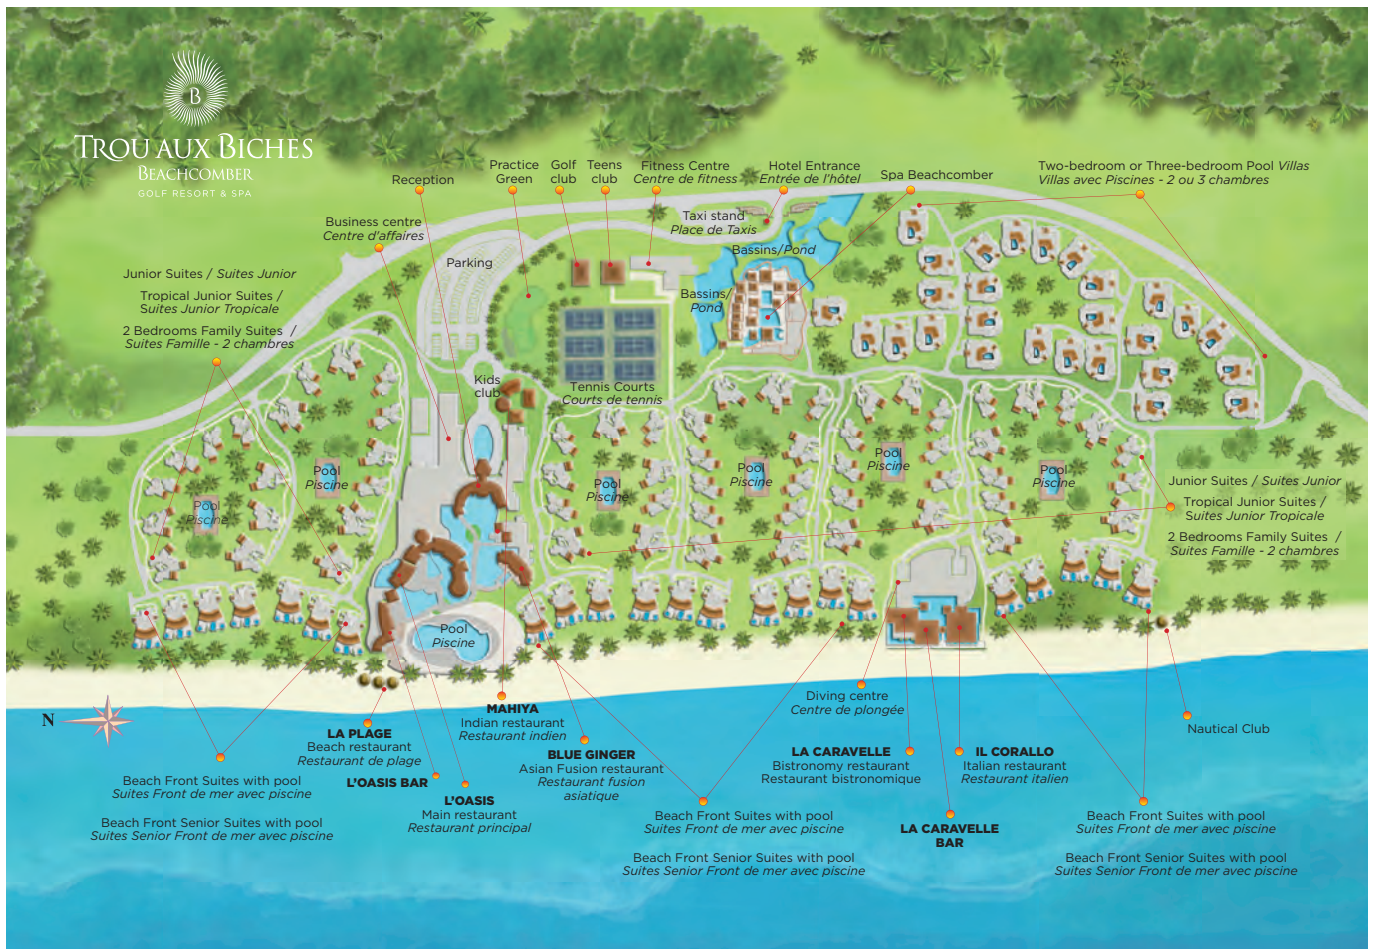 B
TROU AUX BICHES
BEACHCOMBER
GOLF RESORT & SPA
Reception
Practice
Green
Golf
club
Teens
club
Fitness Centre
Centre de fitness
Hotel Entrance
Entrée de l'hôtel
Spa Beachcomber
Two-bedroom or Three-bedroom Pool Villas
Villas avec Piscines - 2 ou 3 chambres
Business centre
Centre d'affaires
Taxi stand
Place de Taxis
Parking
Bassins/Pond
Bassins/
Pond
Junior Suites / Suites Junior
Tropical Junior Suites /
Suites Junior Tropicale
2 Bedrooms Family Suites /
Suites Famille - 2 chambres
Kids
club
Tennis Courts
Courts de tennis
Pool
Piscine
Pool
Piscine
Pool
Piscine
Pool
Piscine
Pool
Piscine
Pool
Piscine
Junior Suites / Suites Junior
Tropical Junior Suites /
Suites Junior Tropicale
2 Bedrooms Family Suites /
Suites Famille - 2 chambres
Pool
Piscine
N
LA PLAGE
Beach restaurant
Restaurant de plage
MAHIYA
Indian restaurant
Restaurant indien
BLUE GINGER
Asian Fusion restaurant
Restaurant fusion
asiatique
L'OASIS BAR
L'OASIS
Main restaurant
Restaurant principal
Diving centre
Centre de plongée
Nautical Club
LA CARAVELLE
Bistronomy restaurant
Restaurant bistronomique
IL CORALLO
Italian restaurant
Restaurant italien
LA CARAVELLE
BAR
Beach Front Suites with pool
Suites Front de mer avec piscine
Beach Front Senior Suites with pool
Suites Senior Front de mer avec piscine
Beach Front Suites with pool
Suites Front de mer avec piscine
Beach Front Senior Suites with pool
Suites Senior Front de mer avec piscine
Beach Front Suites with pool
Suites Front de mer avec piscine
Beach Front Senior Suites with pool
Suites Senior Front de mer avec piscine